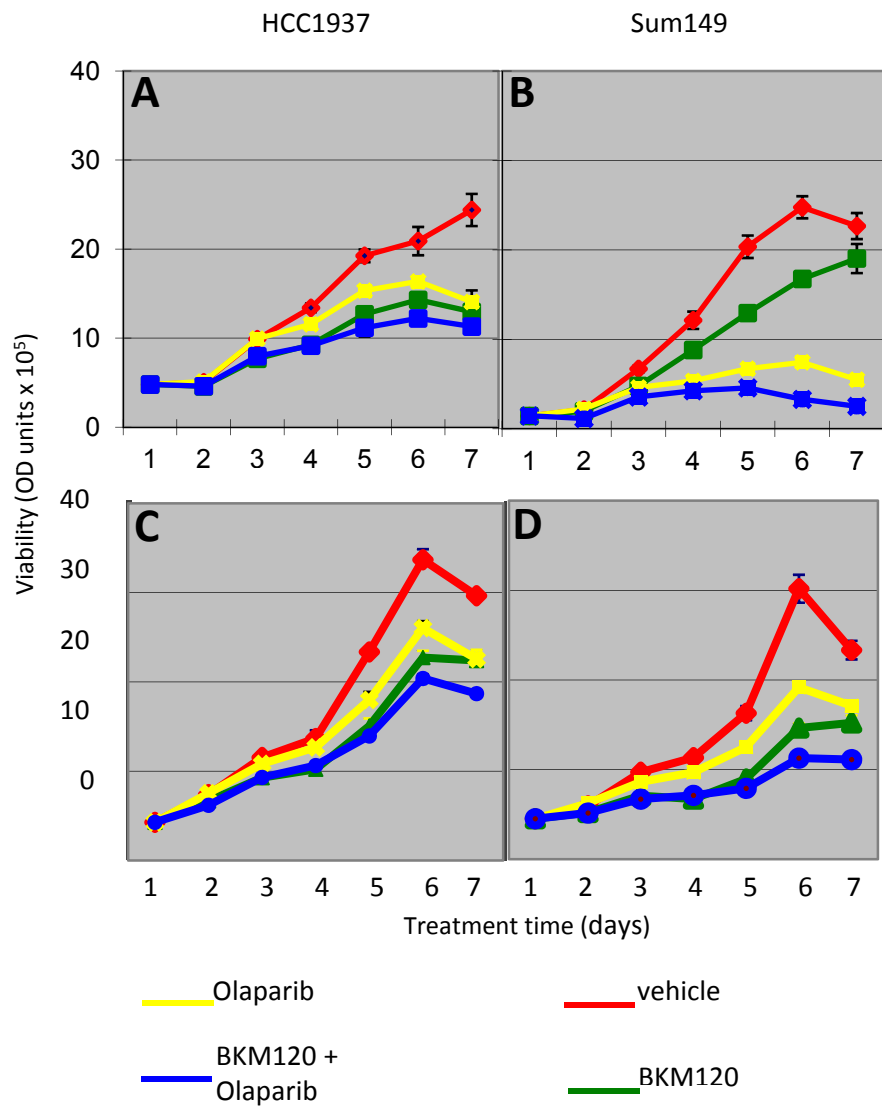 HCC1937 Sum149
A B
40
30
20
10
0
1 2 3 4 5 6 7 1 2 3 4 5 6 7
Viability (OD units x 10⁵)
C D
40
30
20
10
0
1 2 3 4 5 6 7 1 2 3 4 5 6 7
Treatment time (days)
Olaparib vehicle
BKM120 +
Olaparib BKM120